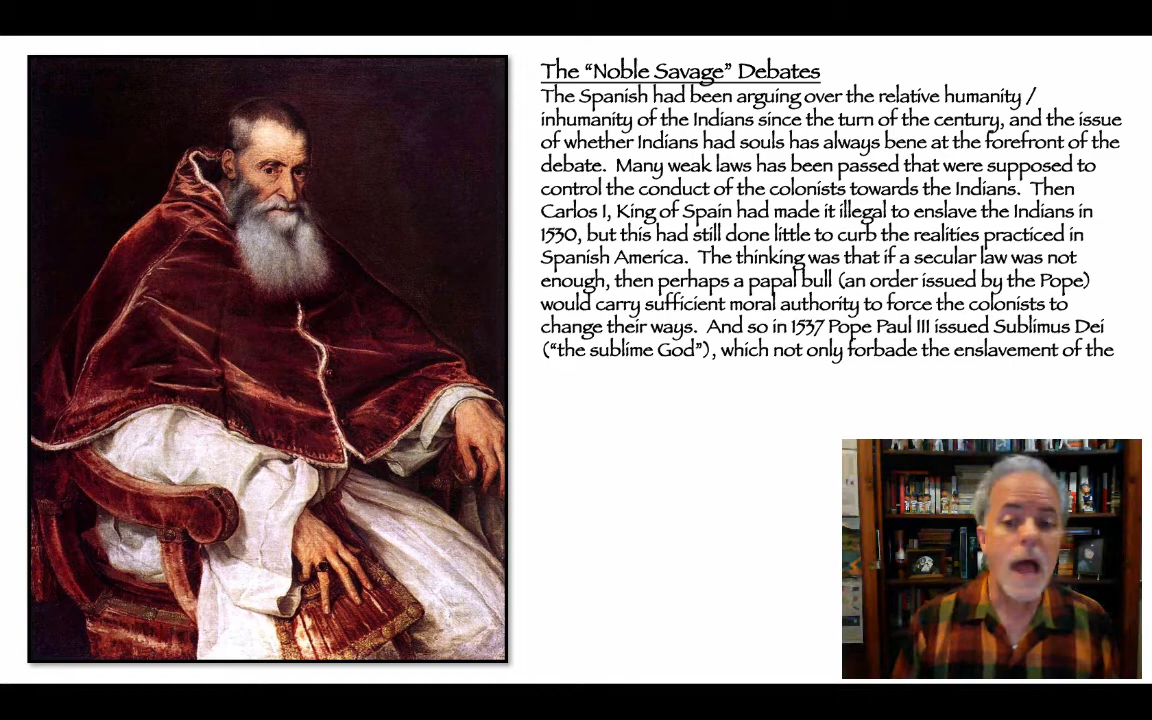 The “Noble Savage” Debates
The Spanish had been arguing over the relative humanity /
inhumanity of the Indians since the turn of the century, and the issue
of whether Indians had souls has always bene at the forefront of the
debate.  Many weak laws has been passed that were supposed to
control the conduct of the colonists towards the Indians.  Then
Carlos I, King of Spain had made it illegal to enslave the Indians in
1530, but this had still done little to curb the realities practiced in
Spanish America.  The thinking was that if a secular law was not
enough, then perhaps a papal bull (an order issued by the Pope)
would carry sufficient moral authority to force the colonists to
change their ways.  And so in 1537 Pope Paul III issued Sublimus Dei
(“the sublime God”), which not only forbade the enslavement of the